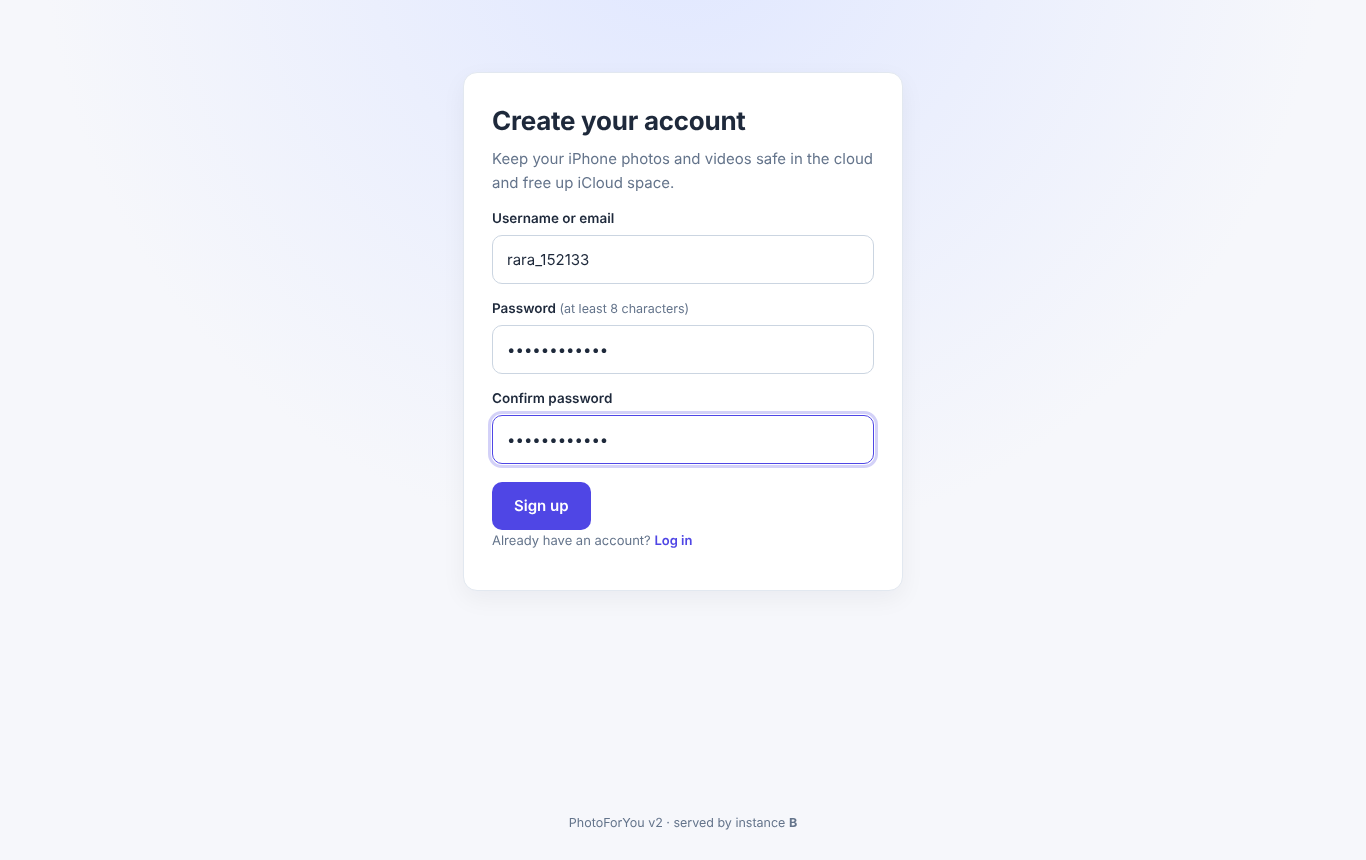 Create your account
Keep your iPhone photos and videos safe in the cloud
and free up iCloud space.
Username or email
rara_152133
Password (at least 8 characters)
••••••••••••
Confirm password
••••••••••••
Sign up
Already have an account? Log in
PhotoForYou v2 · served by instance B